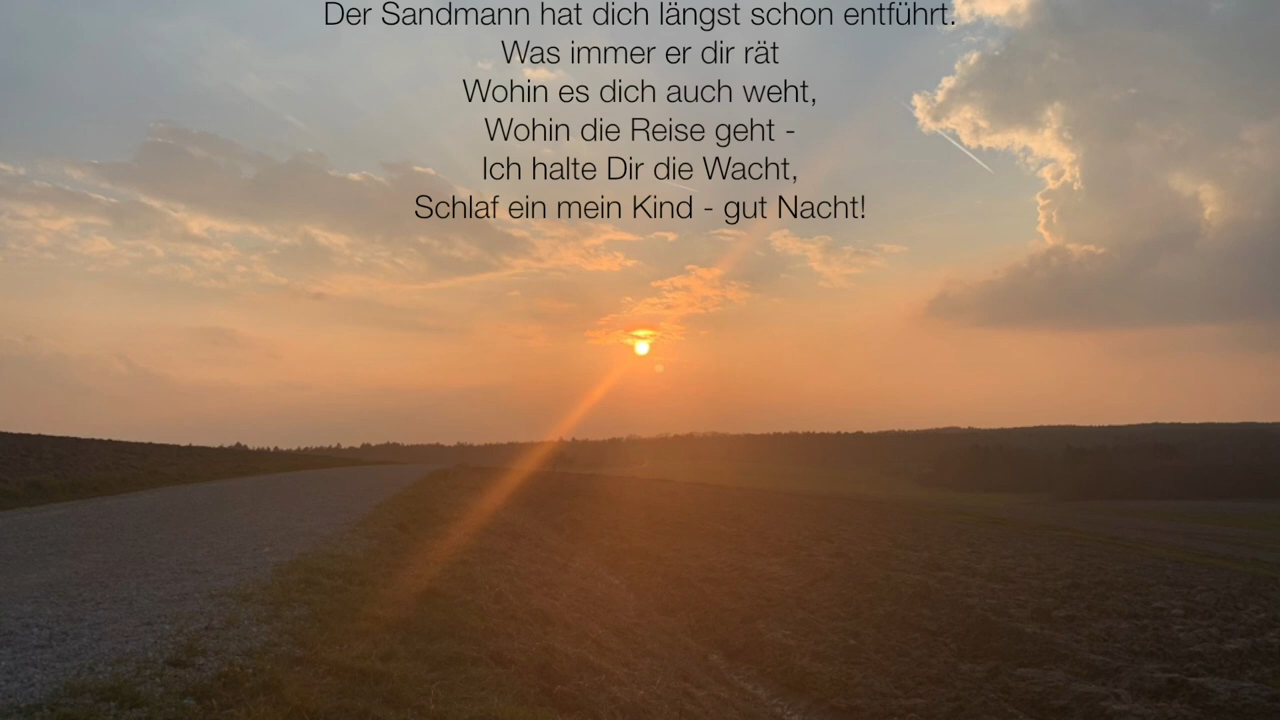 Der Sandmann hat dich längst schon entführt.
Was immer er dir rät
Wohin es dich auch weht,
Wohin die Reise geht -
Ich halte Dir die Wacht,
Schlaf ein mein Kind - gut Nacht!